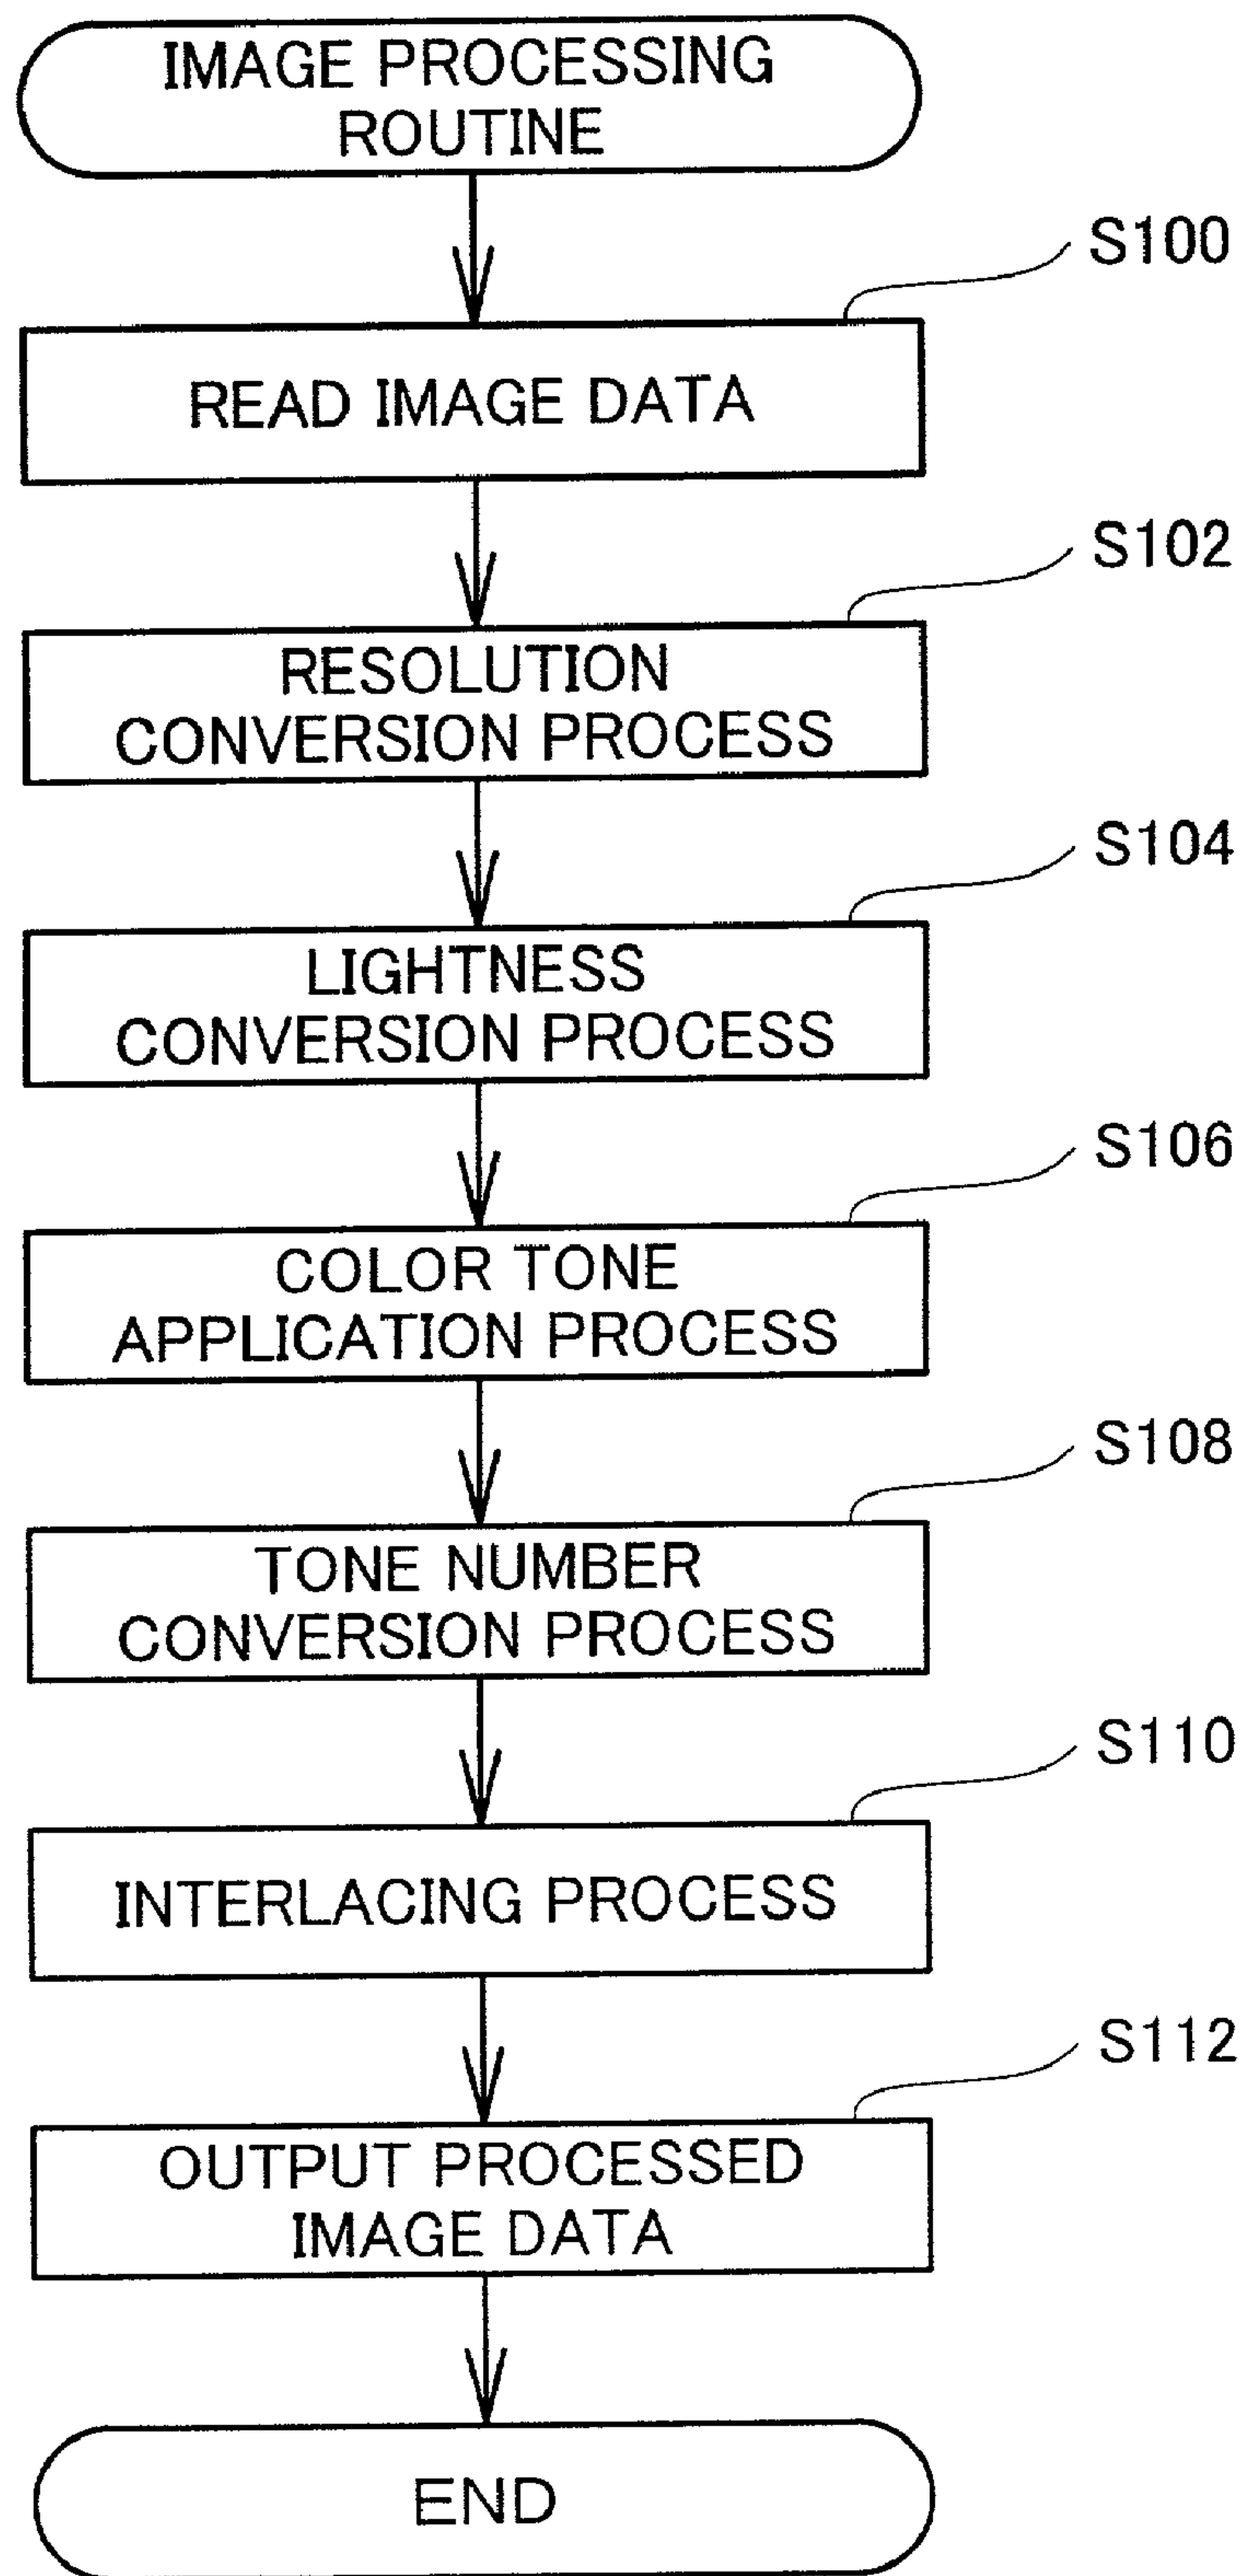 IMAGE PROCESSING
ROUTINE
S100
READ IMAGE DATA
S102
RESOLUTION
CONVERSION PROCESS
S104
LIGHTNESS
CONVERSION PROCESS
S106
COLOR TONE
APPLICATION PROCESS
S108
TONE NUMBER
CONVERSION PROCESS
S110
INTERLACING PROCESS
S112
OUTPUT PROCESSED
IMAGE DATA
END